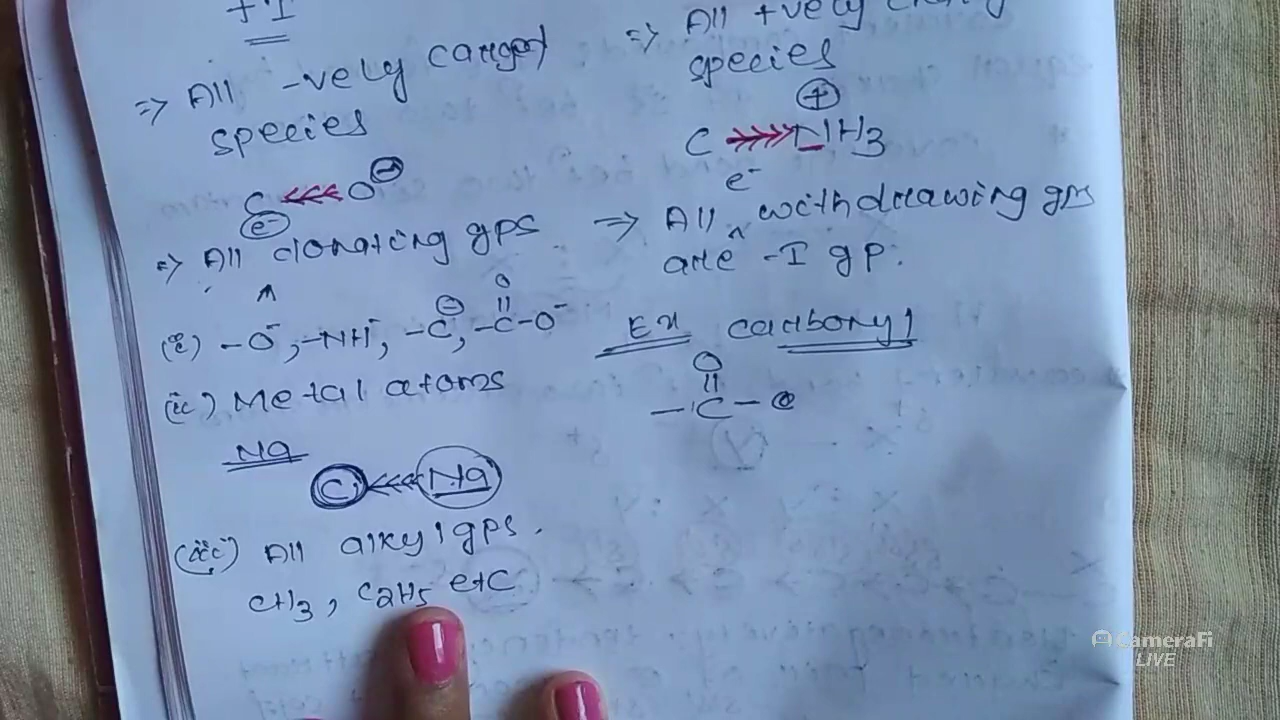 +I
⇒ All -vely
species
C ⋘ O⊖
e⁻
⇒ All donating gps
(i) -O⁻, -NH⁻, -C⊖, -C-O⁻
O
||
(ii) Metal atoms
Na
C ⋘ Na
(iii) All alkyl gps.
CH3, C2H5 etc
⇒ All +vely
species
⊕
C ⋙ NH3
e⁻
⇒ All ^ withdrawing gps
are -I gp.
Ex carbonyl
O
||
-C-
CameraFi
LIVE